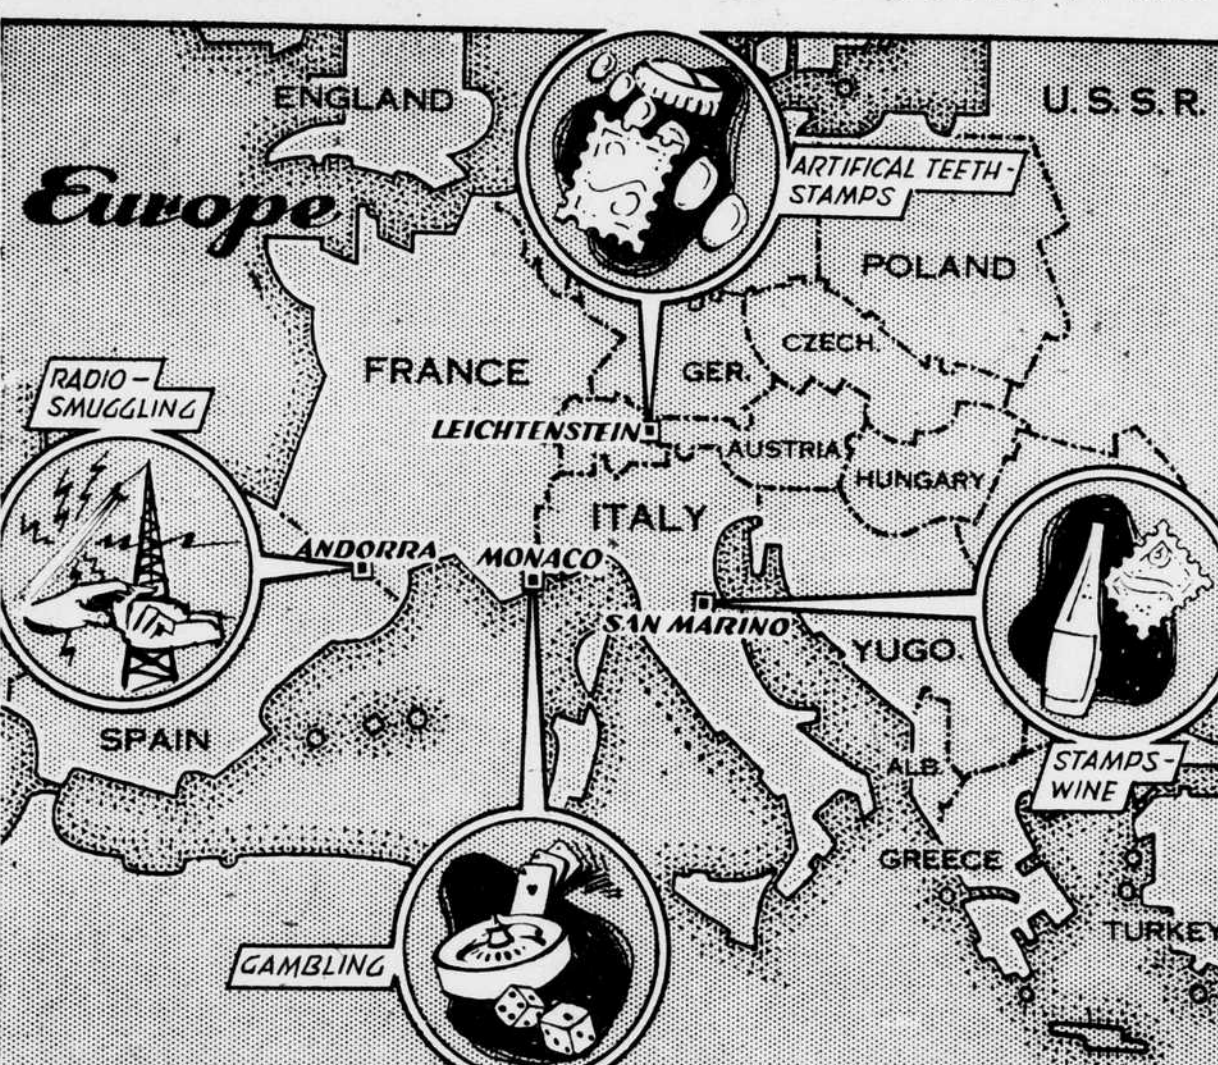 ENGLAND
U.S.S.R.
Europe
ARTIFICAL TEETH-
STAMPS
POLAND
CZECH.
FRANCE
GER.
RADIO-
SMUGGLING
LEICHTENSTEIN
AUSTRIA
HUNGARY
ITALY
ANDORRA
MONACO
SAN MARINO
YUGO.
SPAIN
ALB.
STAMPS-
WINE
GREECE
TURKEY
GAMBLING